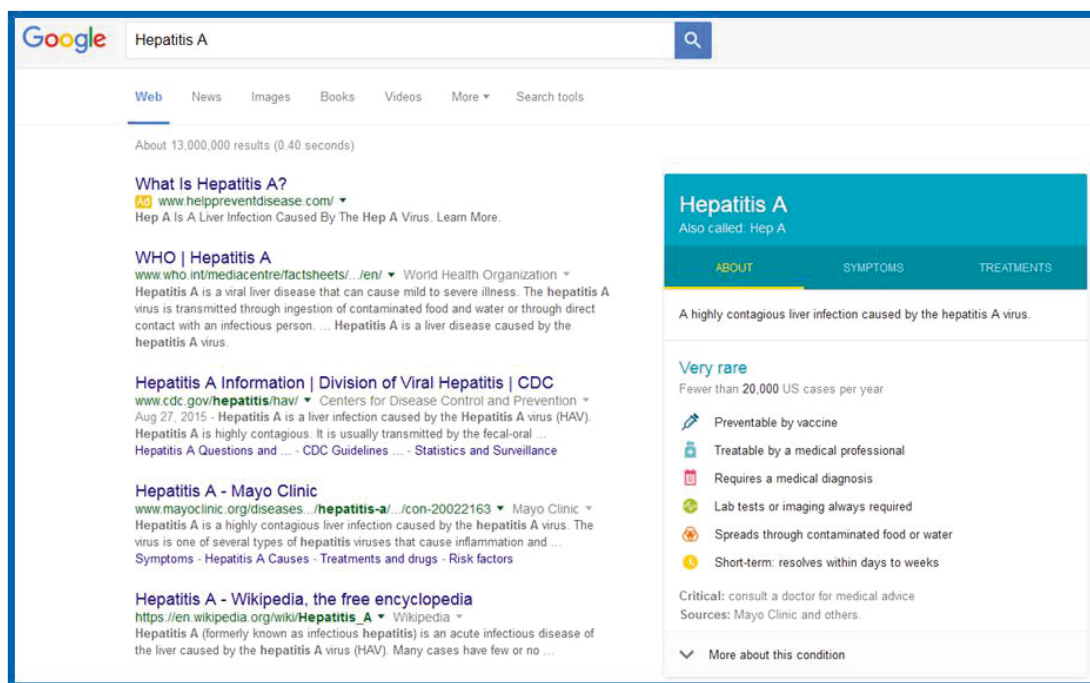 Google
Hepatitis A
Web News Images Books Videos More Search tools
About 13,000,000 results (0.40 seconds)
What Is Hepatitis A?
Ad www.helppreventdisease.com/
Hep A Is A Liver Infection Caused By The Hep A Virus. Learn More.
WHO | Hepatitis A
www.who.int/mediacentre/factsheets/.../en/ World Health Organization
Hepatitis A is a viral liver disease that can cause mild to severe illness. The hepatitis A
virus is transmitted through ingestion of contaminated food and water or through direct
contact with an infectious person. ... Hepatitis A is a liver disease caused by the
hepatitis A virus.
Hepatitis A Information | Division of Viral Hepatitis | CDC
www.cdc.gov/hepatitis/hav/ Centers for Disease Control and Prevention
Aug 27, 2015 - Hepatitis A is a liver infection caused by the Hepatitis A virus (HAV).
Hepatitis A is highly contagious. It is usually transmitted by the fecal-oral ...
Hepatitis A Questions and ... - CDC Guidelines ... - Statistics and Surveillance
Hepatitis A - Mayo Clinic
www.mayoclinic.org/diseases.../hepatitis-a/.../con-20022163 Mayo Clinic
Hepatitis A is a highly contagious liver infection caused by the hepatitis A virus. The
virus is one of several types of hepatitis viruses that cause inflammation and ...
Symptoms - Hepatitis A Causes - Treatments and drugs - Risk factors
Hepatitis A - Wikipedia, the free encyclopedia
https://en.wikipedia.org/wiki/Hepatitis_A Wikipedia
Hepatitis A (formerly known as infectious hepatitis) is an acute infectious disease of
the liver caused by the hepatitis A virus (HAV). Many cases have few or no ...
Hepatitis A
Also called: Hep A
ABOUT SYMPTOMS TREATMENTS
A highly contagious liver infection caused by the hepatitis A virus.
Very rare
Fewer than 20,000 US cases per year
Preventable by vaccine
Treatable by a medical professional
Requires a medical diagnosis
Lab tests or imaging always required
Spreads through contaminated food or water
Short-term: resolves within days to weeks
Critical: consult a doctor for medical advice
Sources: Mayo Clinic and others.
More about this condition